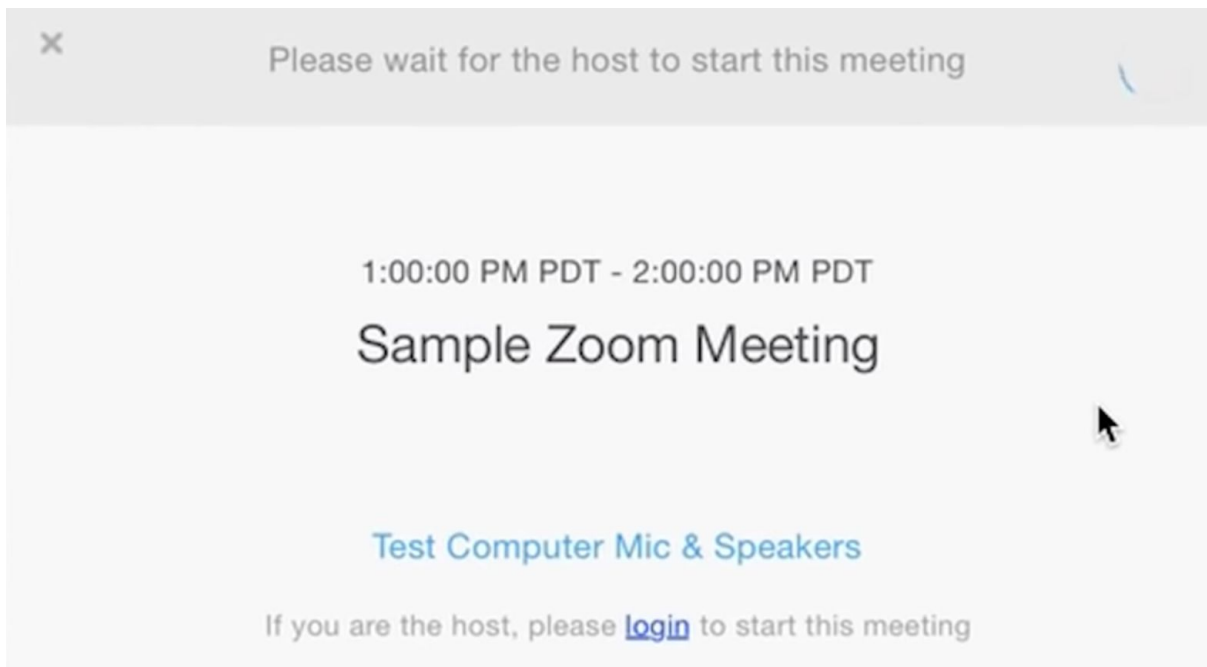 Please wait for the host to start this meeting
1:00:00 PM PDT - 2:00:00 PM PDT
Sample Zoom Meeting
Test Computer Mic & Speakers
If you are the host, please login to start this meeting